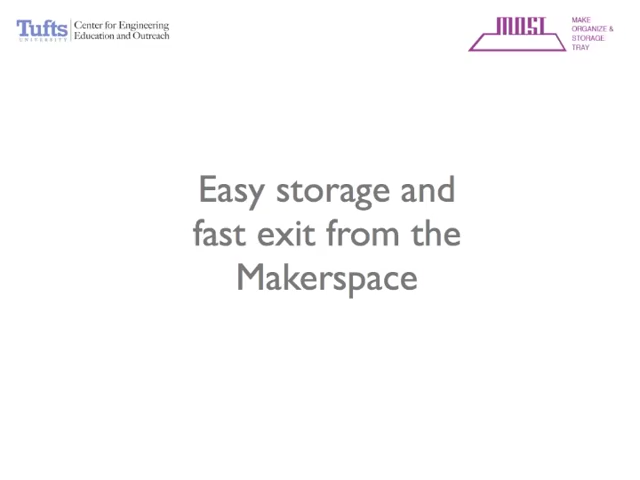 Tufts
UNIVERSITY
Center for Engineering
Education and Outreach
MOST
MAKE
ORGANIZE &
STORAGE
TRAY
Easy storage and
fast exit from the
Makerspace